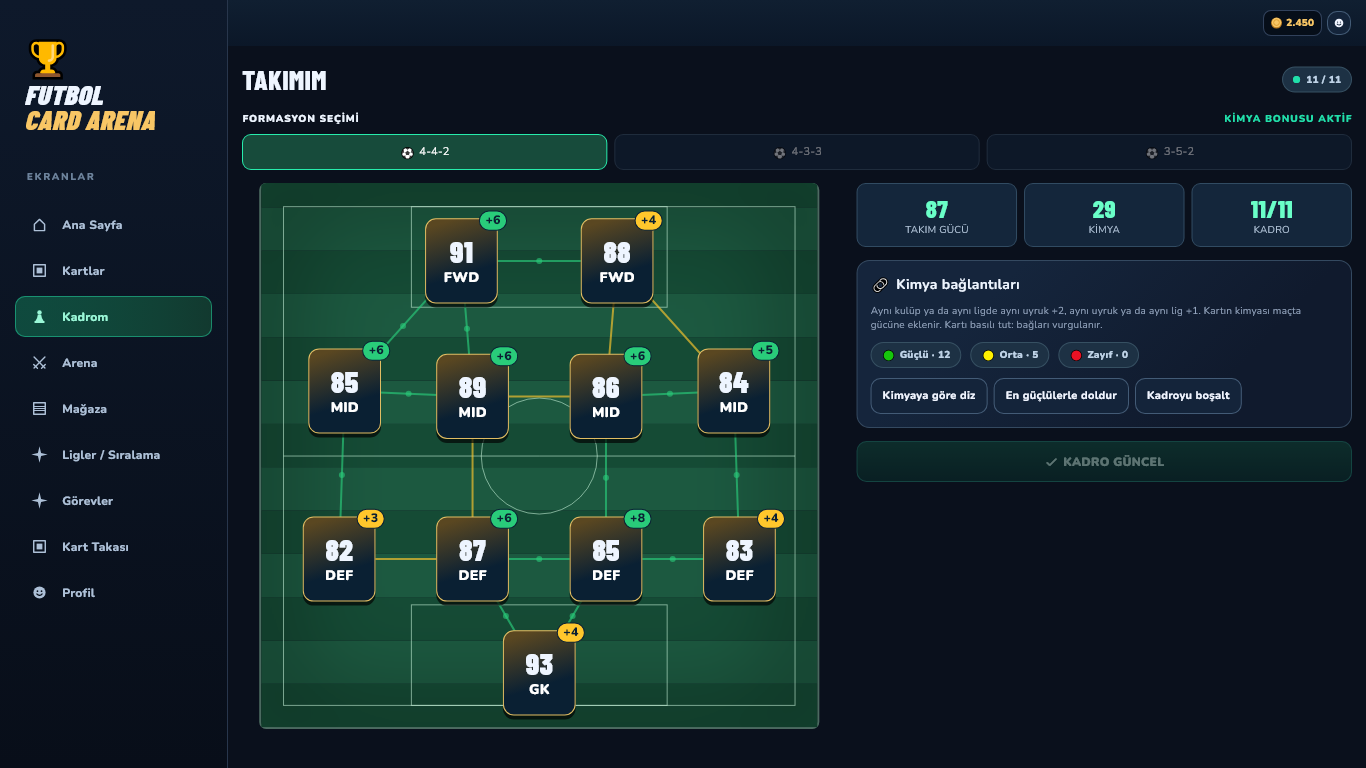 FUTBOL
CARD ARENA
EKRANLAR
Ana Sayfa
Kartlar
Kadrom
Arena
Mağaza
Ligler / Sıralama
Görevler
Kart Takası
Profil
2.450
TAKIMIM
11 / 11
FORMASYON SEÇİMİ
KİMYA BONUSU AKTİF
4-4-2
4-3-3
3-5-2
+6
91
FWD
+4
88
FWD
+6
85
MID
+6
89
MID
+6
86
MID
+5
84
MID
+3
82
DEF
+6
87
DEF
+8
85
DEF
+4
83
DEF
+4
93
GK
87
TAKIM GÜCÜ
29
KİMYA
11/11
KADRO
Kimya bağlantıları
Aynı kulüp ya da aynı ligde aynı uyruk +2, aynı uyruk ya da aynı lig +1. Kartın kimyası maçta
gücüne eklenir. Kartı basılı tut: bağları vurgulanır.
Güçlü · 12
Orta · 5
Zayıf · 0
Kimyaya göre diz
En güçlülerle doldur
Kadroyu boşalt
KADRO GÜNCEL